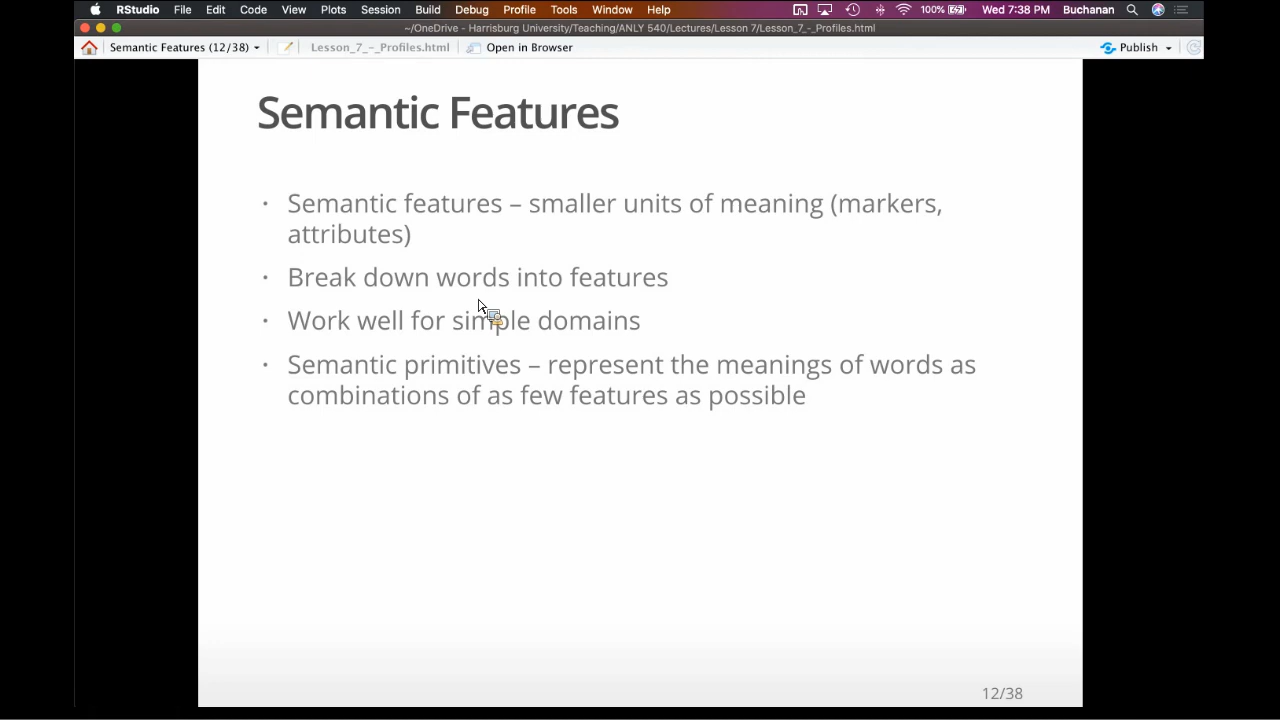 RStudio File Edit Code View Plots Session Build Debug Profile Tools Window Help 100% Wed 7:38 PM Buchanan
~/OneDrive - Harrisburg University/Teaching/ANLY 540/Lectures/Lesson 7/Lesson_7_-_Profiles.html
Semantic Features (12/38) Lesson_7_-_Profiles.html Open in Browser Publish
Semantic Features
· Semantic features – smaller units of meaning (markers,
attributes)
· Break down words into features
· Work well for simple domains
· Semantic primitives – represent the meanings of words as
combinations of as few features as possible
12/38